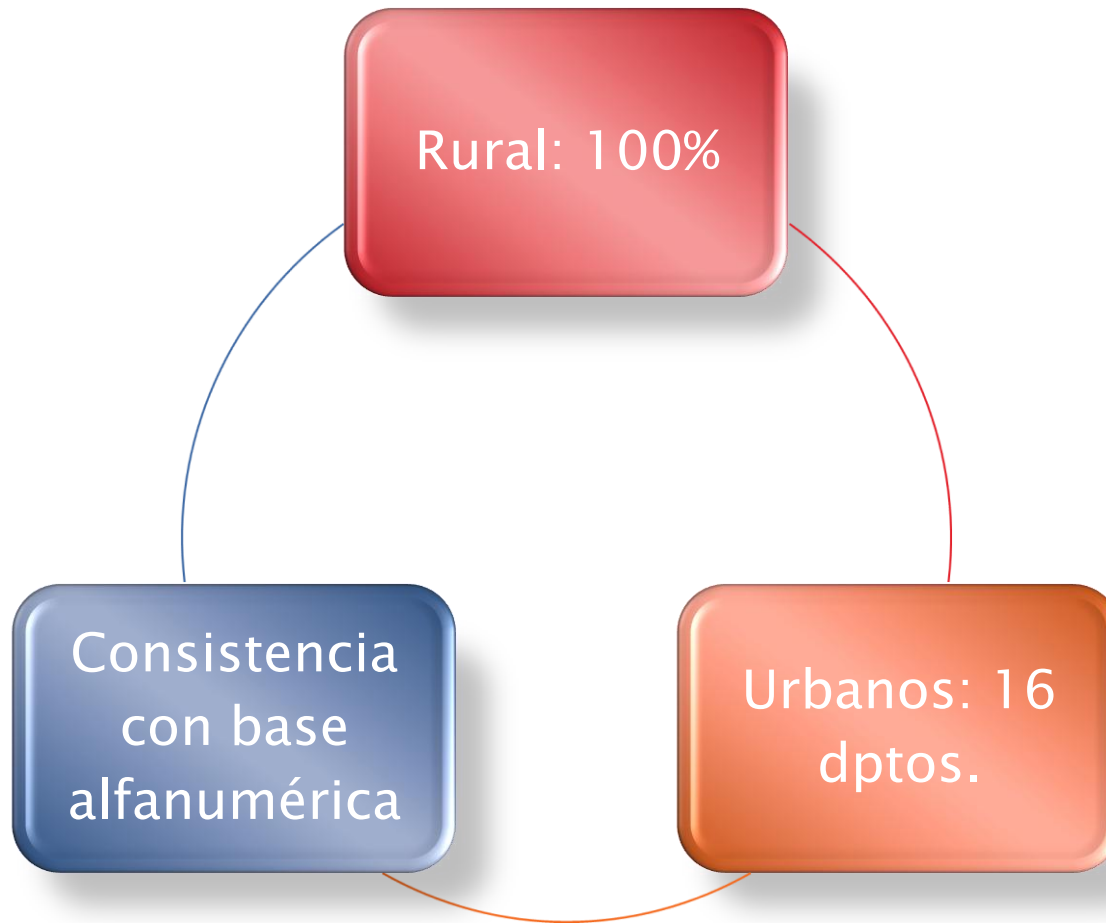 Rural: 100%
Consistencia
con base
alfanumérica
Urbanos: 16
dptos.